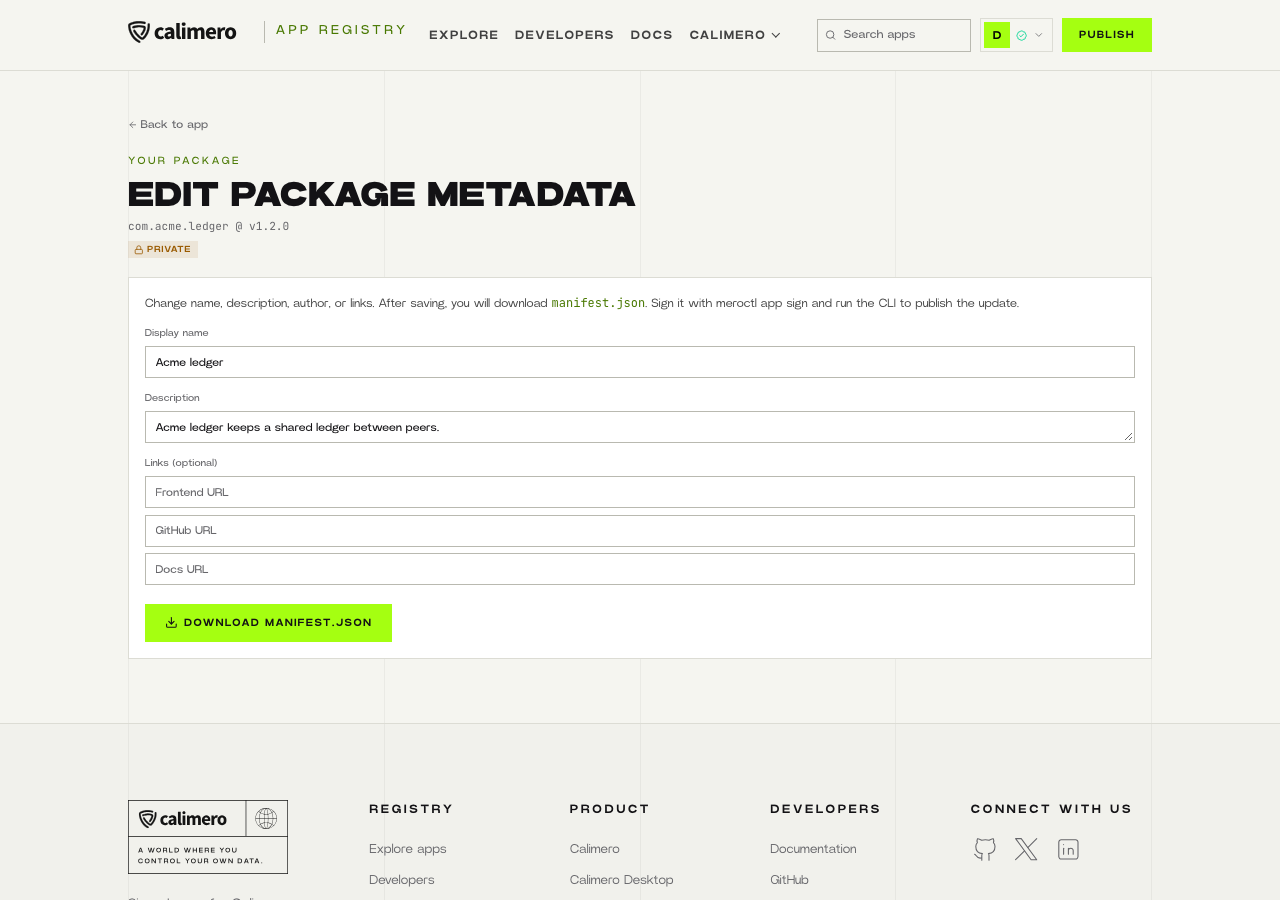 calimero
APP REGISTRY
EXPLORE
DEVELOPERS
DOCS
CALIMERO
Search apps
D
PUBLISH
← Back to app
YOUR PACKAGE
EDIT PACKAGE METADATA
com.acme.ledger @ v1.2.0
PRIVATE
Change name, description, author, or links. After saving, you will download manifest.json. Sign it with meroctl app sign and run the CLI to publish the update.
Display name
Acme ledger
Description
Acme ledger keeps a shared ledger between peers.
Links (optional)
Frontend URL
GitHub URL
Docs URL
DOWNLOAD MANIFEST.JSON
calimero
A WORLD WHERE YOU
CONTROL YOUR OWN DATA.
REGISTRY
Explore apps
Developers
PRODUCT
Calimero
Calimero Desktop
DEVELOPERS
Documentation
GitHub
CONNECT WITH US